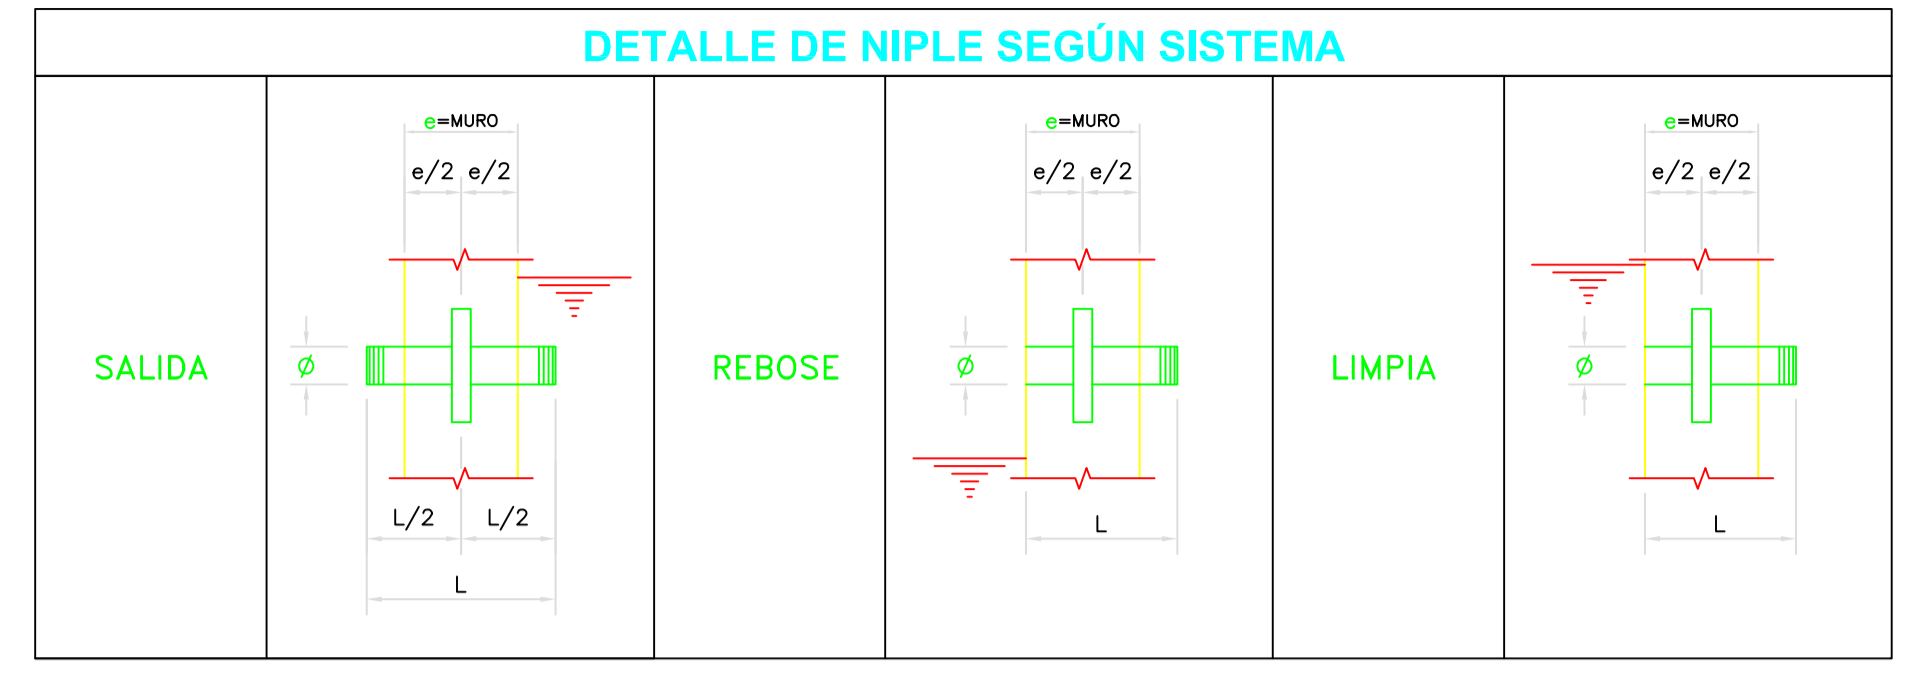 DETALLE DE NIPLE SEGÚN SISTEMA
SALIDA
e=MURO
e/2 e/2
Ø
L/2 L/2
L
REBOSE
e=MURO
e/2 e/2
Ø
L
LIMPIA
e=MURO
e/2 e/2
Ø
L